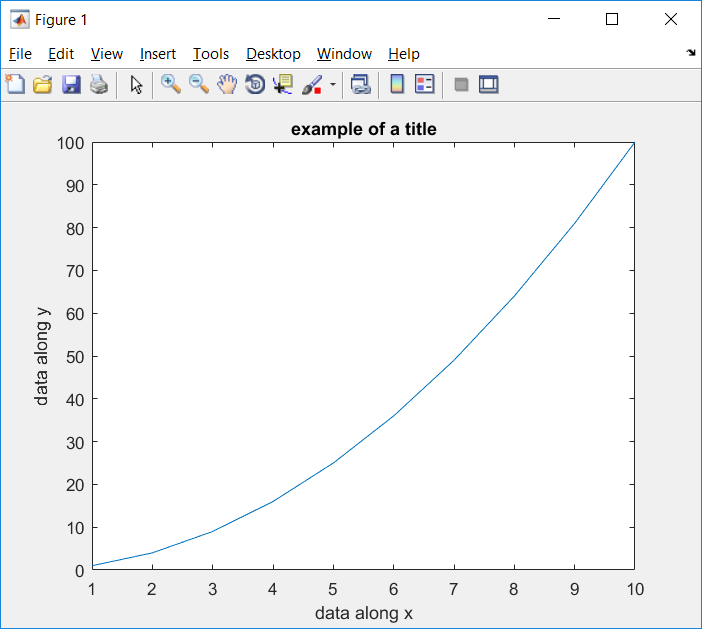 Figure 1
File Edit View Insert Tools Desktop Window Help
example of a title
100
90
80
70
60
50
40
30
20
10
0
data along y
1 2 3 4 5 6 7 8 9 10
data along x